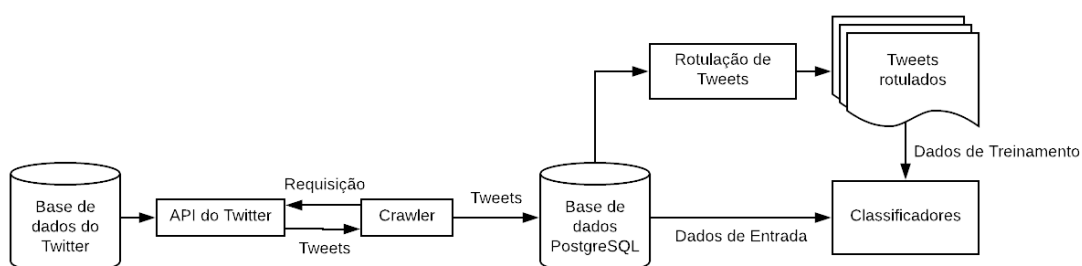 Rotulação de
Tweets
Tweets
rotulados
Dados de Treinamento
Base de
dados do
Twitter
API do Twitter
Requisição
Tweets
Crawler
Tweets
Base de
dados
PostgreSQL
Dados de Entrada
Classificadores